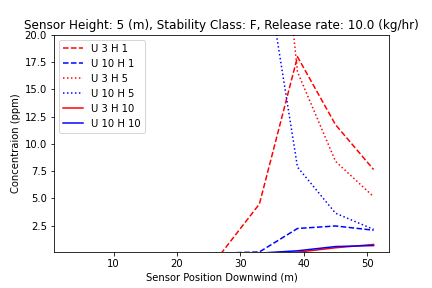 Sensor Height: 5 (m), Stability Class: F, Release rate: 10.0 (kg/hr)
20.0
17.5
15.0
12.5
10.0
7.5
5.0
2.5
Concentraion (ppm)
U 3 H 1
U 10 H 1
U 3 H 5
U 10 H 5
U 3 H 10
U 10 H 10
10 20 30 40 50
Sensor Position Downwind (m)